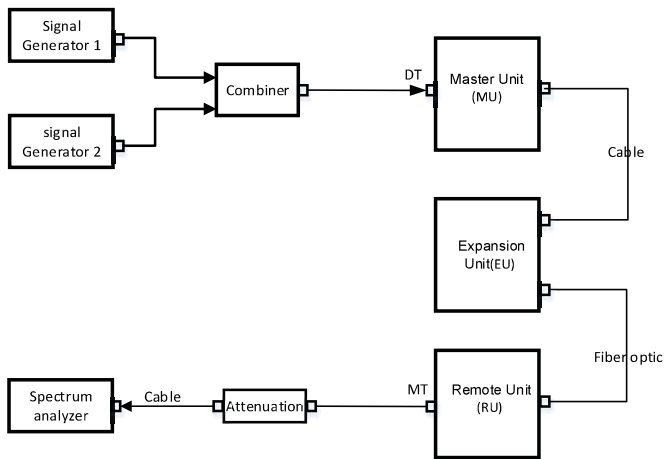 Signal
Generator 1
signal
Generator 2
Combiner
DT
Master Unit
(MU)
Cable
Expansion
Unit(EU)
Fiber optic
Remote Unit
(RU)
MT
Attenuation
Cable
Spectrum
analyzer